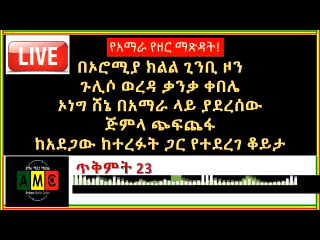 LIVE
የአማራ የዘር ማጽዳት!
በኦሮሚያ ክልል ጊንቢ ዞን
ጉሊሶ ወረዳ ቃንቃ ቀበሌ
ኦነግ ሸኔ በአማራ ላይ ያደረሰው
ጅምላ ጭፍጨፋ
ከአደጋው ከተረፉት ጋር የተደረገ ቆይታ
ጥቅምት 23
AMC